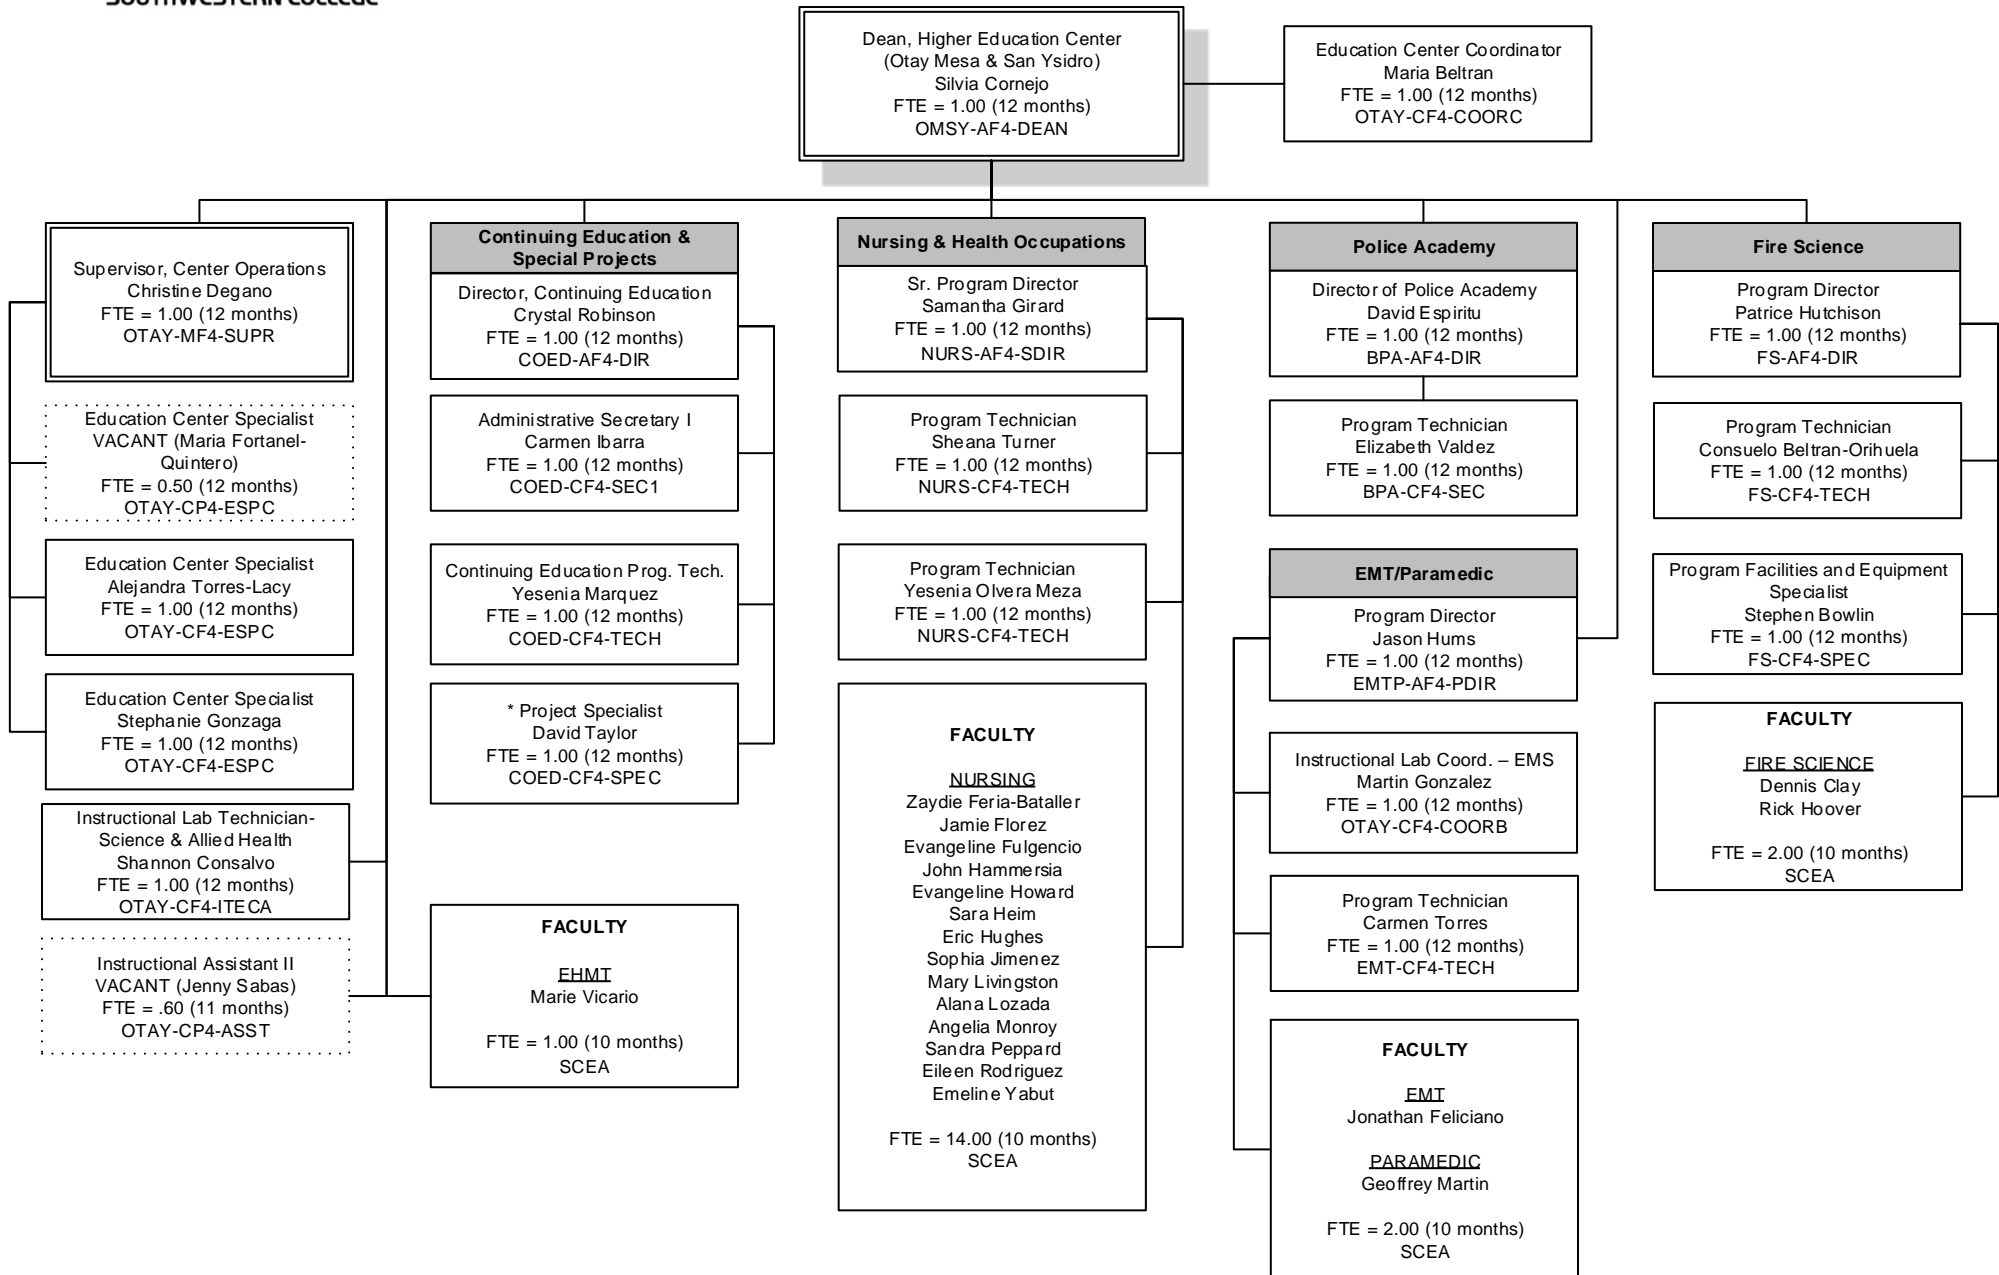 SOUTHWESTERN COLLEGE
Dean, Higher Education Center
(Otay Mesa & San Ysidro)
Silvia Cornejo
FTE = 1.00 (12 months)
OMSY-AF4-DEAN
Education Center Coordinator
Maria Beltran
FTE = 1.00 (12 months)
OTAY-CF4-COORC
Supervisor, Center Operations
Christine Degano
FTE = 1.00 (12 months)
OTAY-MF4-SUPR
Education Center Specialist
VACANT (Maria Fortanel-
Quintero)
FTE = 0.50 (12 months)
OTAY-CP4-ESPC
Education Center Specialist
Alejandra Torres-Lacy
FTE = 1.00 (12 months)
OTAY-CF4-ESPC
Education Center Specialist
Stephanie Gonzaga
FTE = 1.00 (12 months)
OTAY-CF4-ESPC
Instructional Lab Technician-
Science & Allied Health
Shannon Consalvo
FTE = 1.00 (12 months)
OTAY-CF4-ITECA
Instructional Assistant II
VACANT (Jenny Sabas)
FTE = .60 (11 months)
OTAY-CP4-ASST
Continuing Education &
Special Projects
Director, Continuing Education
Crystal Robinson
FTE = 1.00 (12 months)
COED-AF4-DIR
Administrative Secretary I
Carmen Ibarra
FTE = 1.00 (12 months)
COED-CF4-SEC1
Continuing Education Prog. Tech.
Yesenia Marquez
FTE = 1.00 (12 months)
COED-CF4-TECH
* Project Specialist
David Taylor
FTE = 1.00 (12 months)
COED-CF4-SPEC
FACULTY
EHMT
Marie Vicario
FTE = 1.00 (10 months)
SCEA
Nursing & Health Occupations
Sr. Program Director
Samantha Girard
FTE = 1.00 (12 months)
NURS-AF4-SDIR
Program Technician
Sheana Turner
FTE = 1.00 (12 months)
NURS-CF4-TECH
Program Technician
Yesenia Olvera Meza
FTE = 1.00 (12 months)
NURS-CF4-TECH
FACULTY
NURSING
Zaydie Feria-Bataller
Jamie Florez
Evangeline Fulgencio
John Hammersia
Evangeline Howard
Sara Heim
Eric Hughes
Sophia Jimenez
Mary Livingston
Alana Lozada
Angelia Monroy
Sandra Peppard
Eileen Rodriguez
Emeline Yabut
FTE = 14.00 (10 months)
SCEA
Police Academy
Director of Police Academy
David Espiritu
FTE = 1.00 (12 months)
BPA-AF4-DIR
Program Technician
Elizabeth Valdez
FTE = 1.00 (12 months)
BPA-CF4-SEC
EMT/Paramedic
Program Director
Jason Hums
FTE = 1.00 (12 months)
EMTP-AF4-PDIR
Instructional Lab Coord. – EMS
Martin Gonzalez
FTE = 1.00 (12 months)
OTAY-CF4-COORB
Program Technician
Carmen Torres
FTE = 1.00 (12 months)
EMT-CF4-TECH
FACULTY
EMT
Jonathan Feliciano
PARAMEDIC
Geoffrey Martin
FTE = 2.00 (10 months)
SCEA
Fire Science
Program Director
Patrice Hutchison
FTE = 1.00 (12 months)
FS-AF4-DIR
Program Technician
Consuelo Beltran-Orihuela
FTE = 1.00 (12 months)
FS-CF4-TECH
Program Facilities and Equipment
Specialist
Stephen Bowlin
FTE = 1.00 (12 months)
FS-CF4-SPEC
FACULTY
FIRE SCIENCE
Dennis Clay
Rick Hoover
FTE = 2.00 (10 months)
SCEA